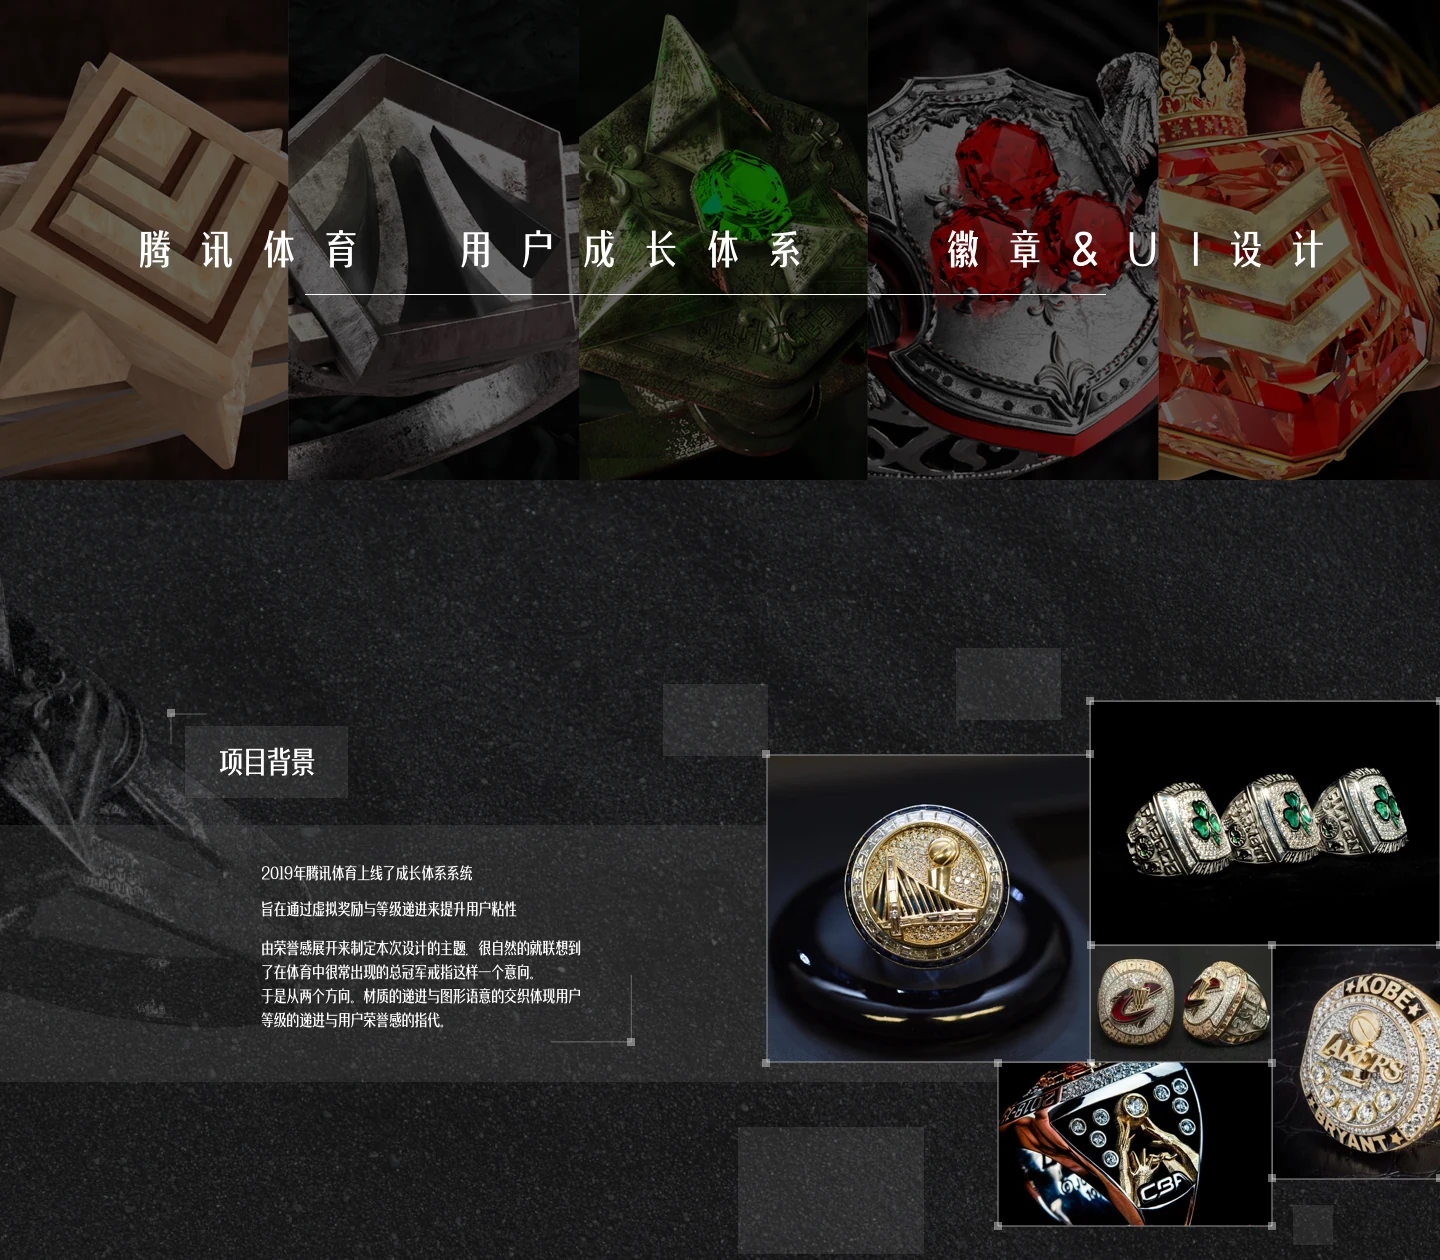 腾讯体育 用户成长体系 徽章&UI设计
项目背景
2019年腾讯体育上线了成长体系系统
旨在通过虚拟奖励与等级递进来提升用户粘性
由荣誉感展开来制定本次设计的主题．很自然的就联想到
了在体育中很常出现的总冠军戒指这样一个意向。
于是从两个方向。材质的递进与图形语意的交织体现用户
等级的递进与用户荣誉感的指代。
WORLD
CHAMPIONS
KOBE
LAKERS
BRYANT
CBA